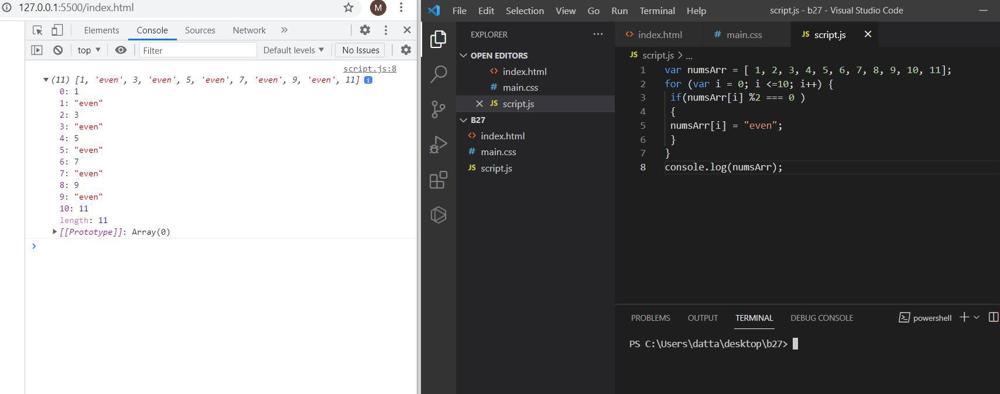 127.0.0.1:5500/index.html
M
Elements Console Sources Network
top Filter Default levels No Issues
script.js:8
(11) [1, 'even', 3, 'even', 5, 'even', 7, 'even', 9, 'even', 11] i
0: 1
1: "even"
2: 3
3: "even"
4: 5
5: "even"
6: 7
7: "even"
8: 9
9: "even"
10: 11
length: 11
[[Prototype]]: Array(0)
File Edit Selection View Go Run Terminal Help script.js - b27 - Visual Studio Code
EXPLORER
OPEN EDITORS
index.html
# main.css
JS script.js
B27
index.html
# main.css
JS script.js
index.html # main.css JS script.js
JS script.js > ...
1 var numsArr = [ 1, 2, 3, 4, 5, 6, 7, 8, 9, 10, 11];
2 for (var i = 0; i <=10; i++) {
3 if(numsArr[i] %2 === 0 )
4 {
5 numsArr[i] = "even";
6 }
7 }
8 console.log(numsArr);
PROBLEMS OUTPUT TERMINAL DEBUG CONSOLE powershell
PS C:\Users\datta\desktop\b27>